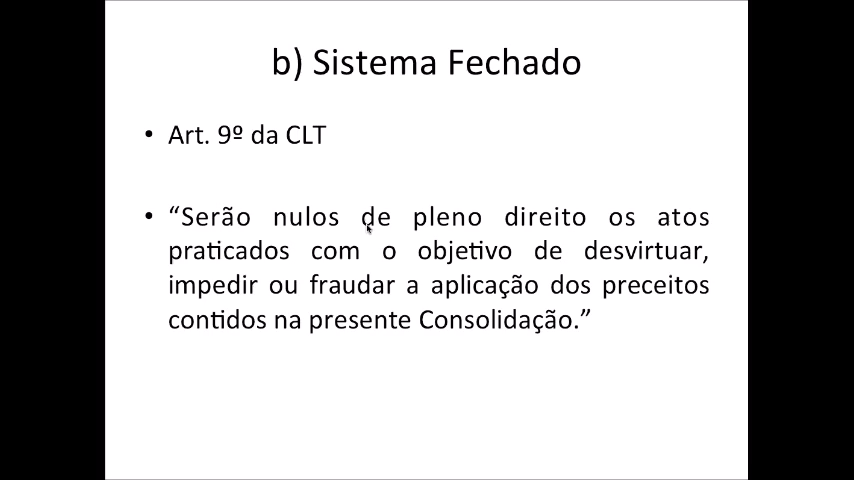 b) Sistema Fechado
• Art. 9º da CLT
• “Serão nulos de pleno direito os atos
praticados com o objetivo de desvirtuar,
impedir ou fraudar a aplicação dos preceitos
contidos na presente Consolidação.”